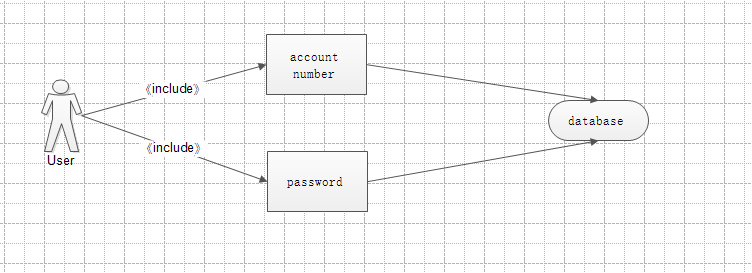 account
number
《include》
database
《include》
User
password